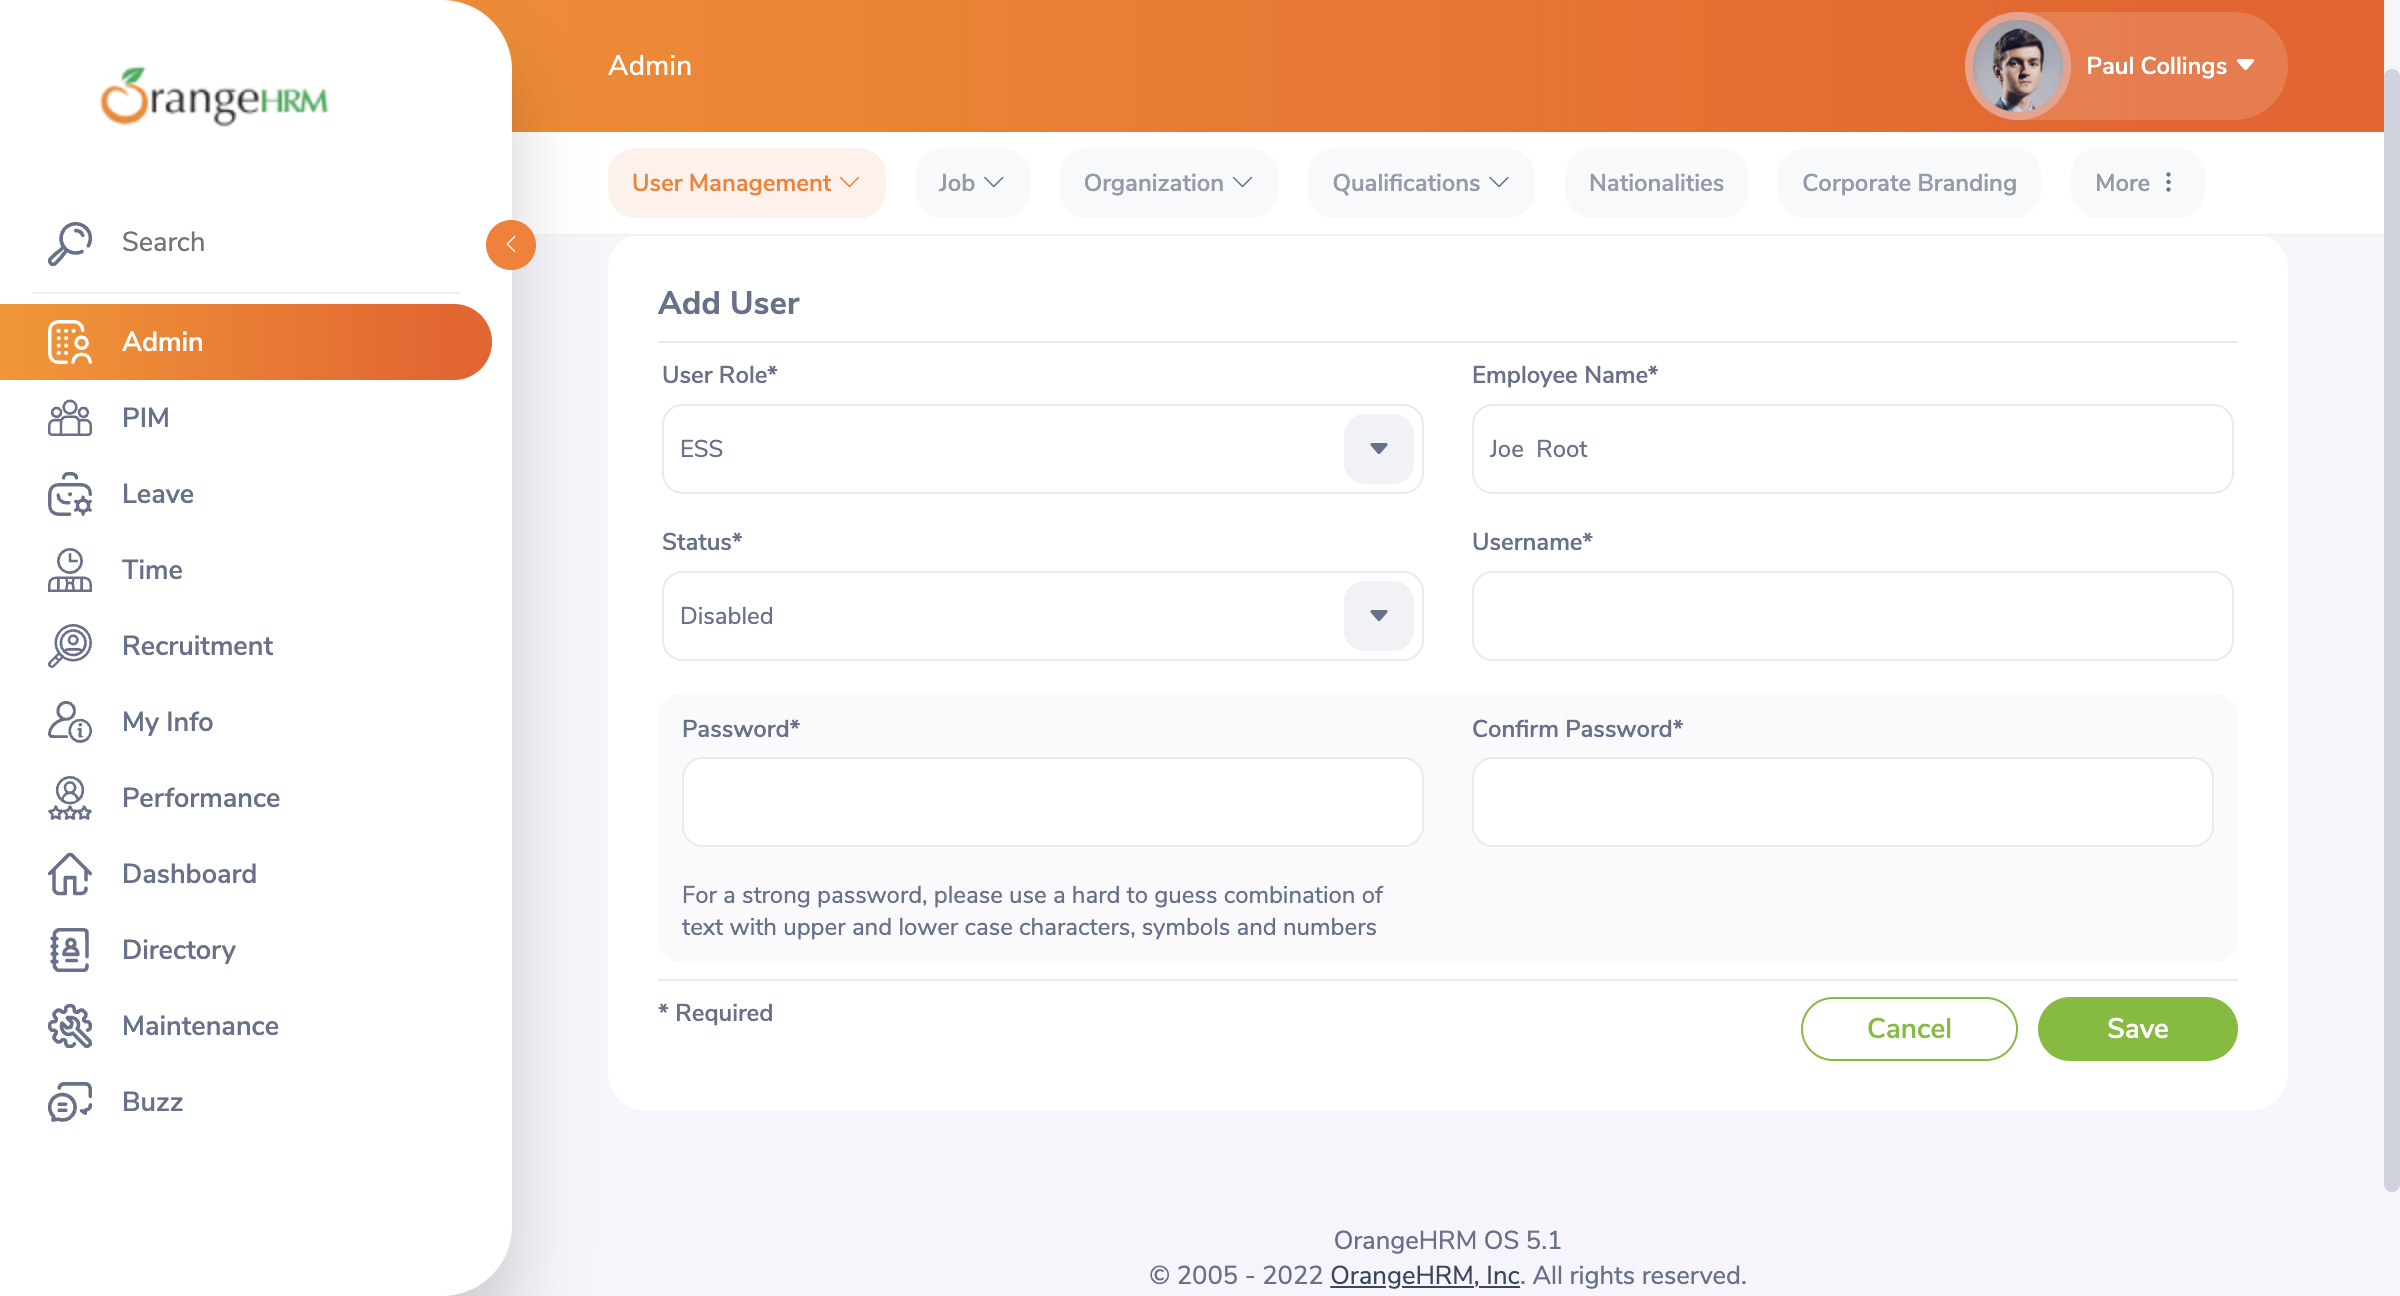 OrangeHRM
Search
Admin
PIM
Leave
Time
Recruitment
My Info
Performance
Dashboard
Directory
Maintenance
Buzz
Admin
Paul Collings
User Management
Job
Organization
Qualifications
Nationalities
Corporate Branding
More
Add User
User Role*
Employee Name*
ESS
Joe  Root
Status*
Username*
Disabled
Password*
Confirm Password*
For a strong password, please use a hard to guess combination of
text with upper and lower case characters, symbols and numbers
* Required
Cancel
Save
OrangeHRM OS 5.1
© 2005 - 2022 OrangeHRM, Inc. All rights reserved.